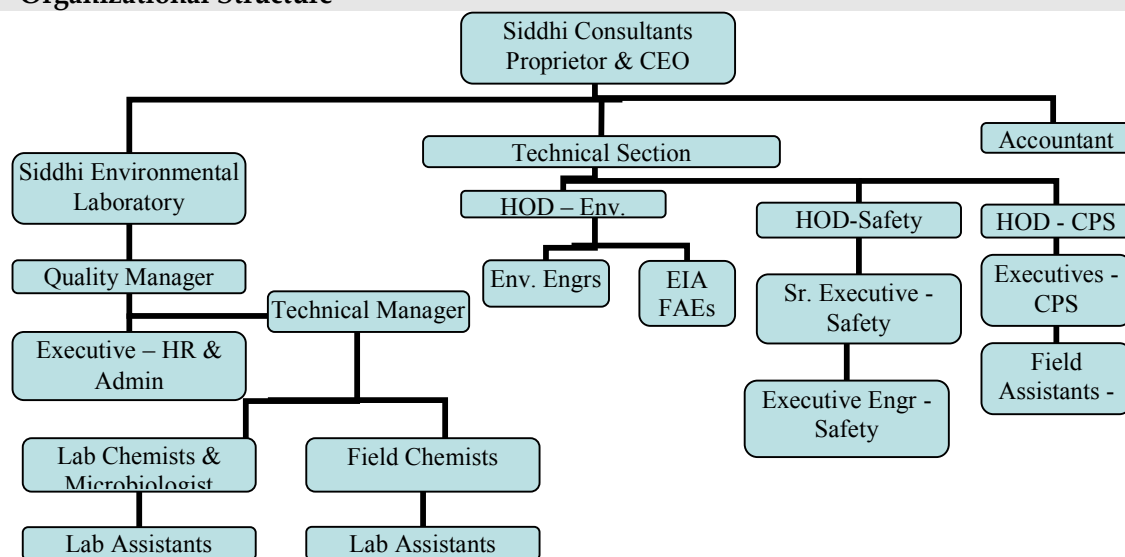 Organizational Structure
Siddhi Consultants
Proprietor & CEO
Siddhi Environmental
Laboratory
Technical Section
Accountant
HOD – Env.
HOD-Safety
HOD - CPS
Quality Manager
Technical Manager
Env. Engrs
EIA
FAEs
Sr. Executive -
Safety
Executives -
CPS
Executive – HR &
Admin
Executive Engr -
Safety
Field
Assistants -
Lab Chemists &
Microbiologist
Field Chemists
Lab Assistants
Lab Assistants